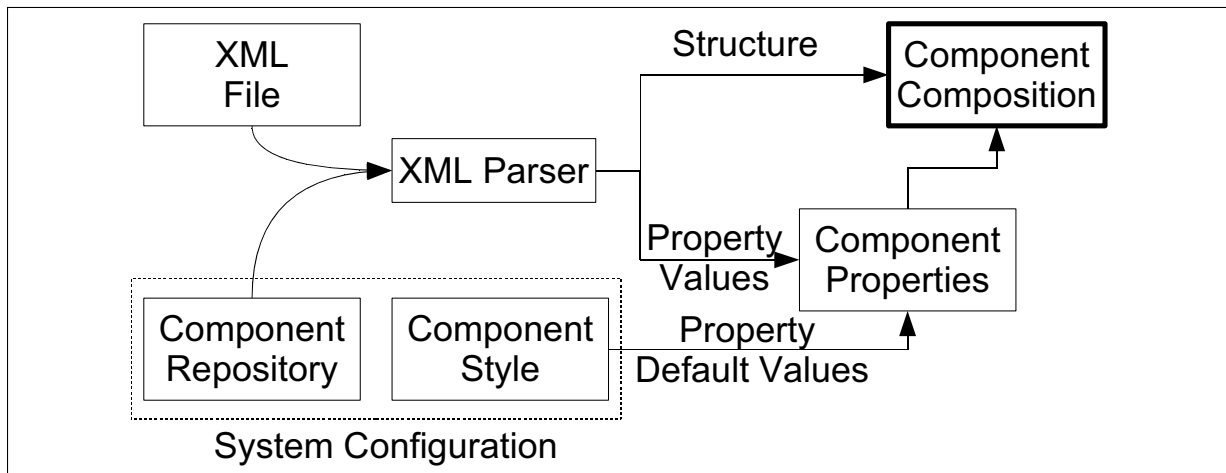 XML
File
Structure
Component
Composition
XML Parser
Property
Values
Component
Properties
Component
Repository
Component
Style
Property
Default Values
System Configuration